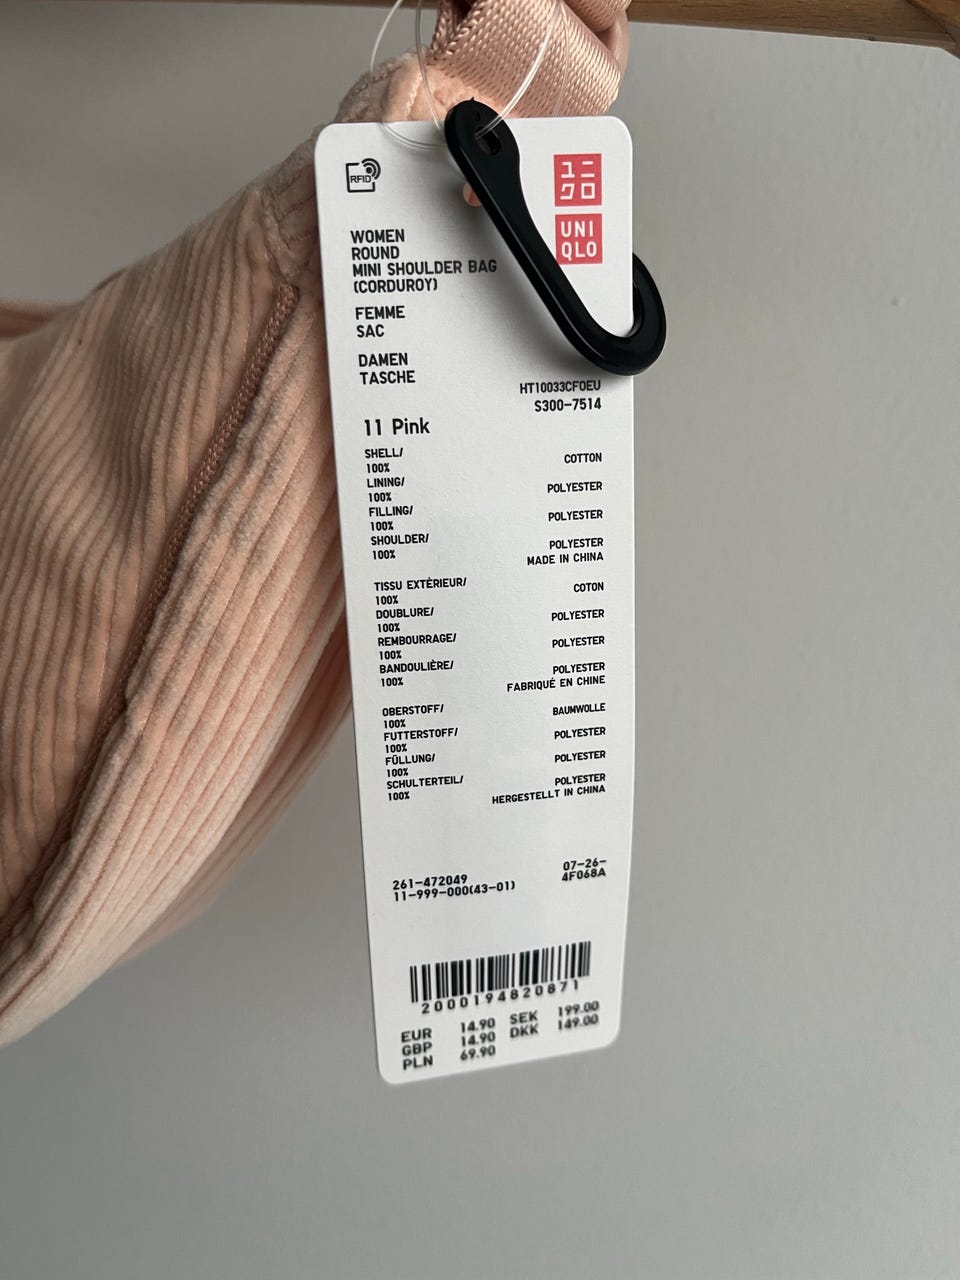 RFID
ユニ
クロ
UNI
QLO
WOMEN
ROUND
MINI SHOULDER BAG
(CORDUROY)
FEMME
SAC
DAMEN
TASCHE
HT10033CF0EU
S300-7514
11 Pink
SHELL/
100% COTTON
LINING/
100% POLYESTER
FILLING/
100% POLYESTER
SHOULDER/
100% POLYESTER
MADE IN CHINA
TISSU EXTÉRIEUR/
100% COTON
DOUBLURE/
100% POLYESTER
REMBOURRAGE/
100% POLYESTER
BANDOULIÈRE/
100% POLYESTER
FABRIQUÉ EN CHINE
OBERSTOFF/
100% BAUMWOLLE
FUTTERSTOFF/
100% POLYESTER
FÜLLUNG/
100% POLYESTER
SCHULTERTEIL/
100% POLYESTER
HERGESTELLT IN CHINA
261-472049 07-26-
11-999-000(43-01) 4F068A
2000194820871
EUR 14.90 SEK 199.00
GBP 14.90 DKK 149.00
PLN 69.90